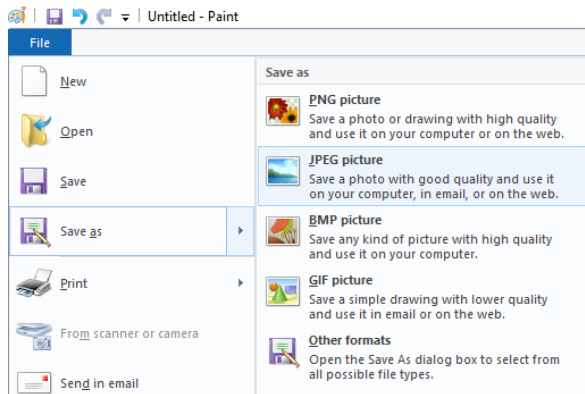 Untitled - Paint
File
New
Open
Save
Save as
Print
From scanner or camera
Send in email
Save as
PNG picture
Save a photo or drawing with high quality
and use it on your computer or on the web.
JPEG picture
Save a photo with good quality and use it
on your computer, in email, or on the web.
BMP picture
Save any kind of picture with high quality
and use it on your computer.
GIF picture
Save a simple drawing with lower quality
and use it in email or on the web.
Other formats
Open the Save As dialog box to select from
all possible file types.